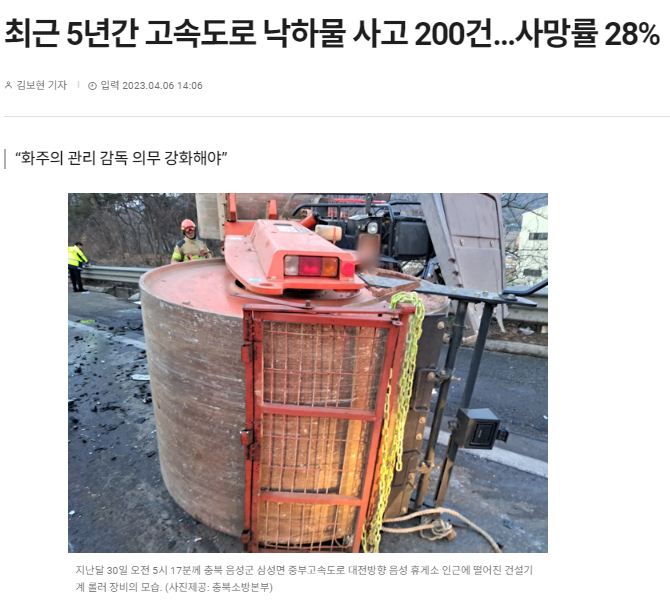 최근 5년간 고속도로 낙하물 사고 200건...사망률 28%
김보현 기자 입력 2023.04.06 14:06
“화주의 관리 감독 의무 강화해야”
지난달 30일 오전 5시 17분께 충북 음성군 삼성면 중부고속도로 대전방향 음성 휴게소 인근에 떨어진 건설기
계 롤러 장비의 모습. (사진제공: 충북소방본부)